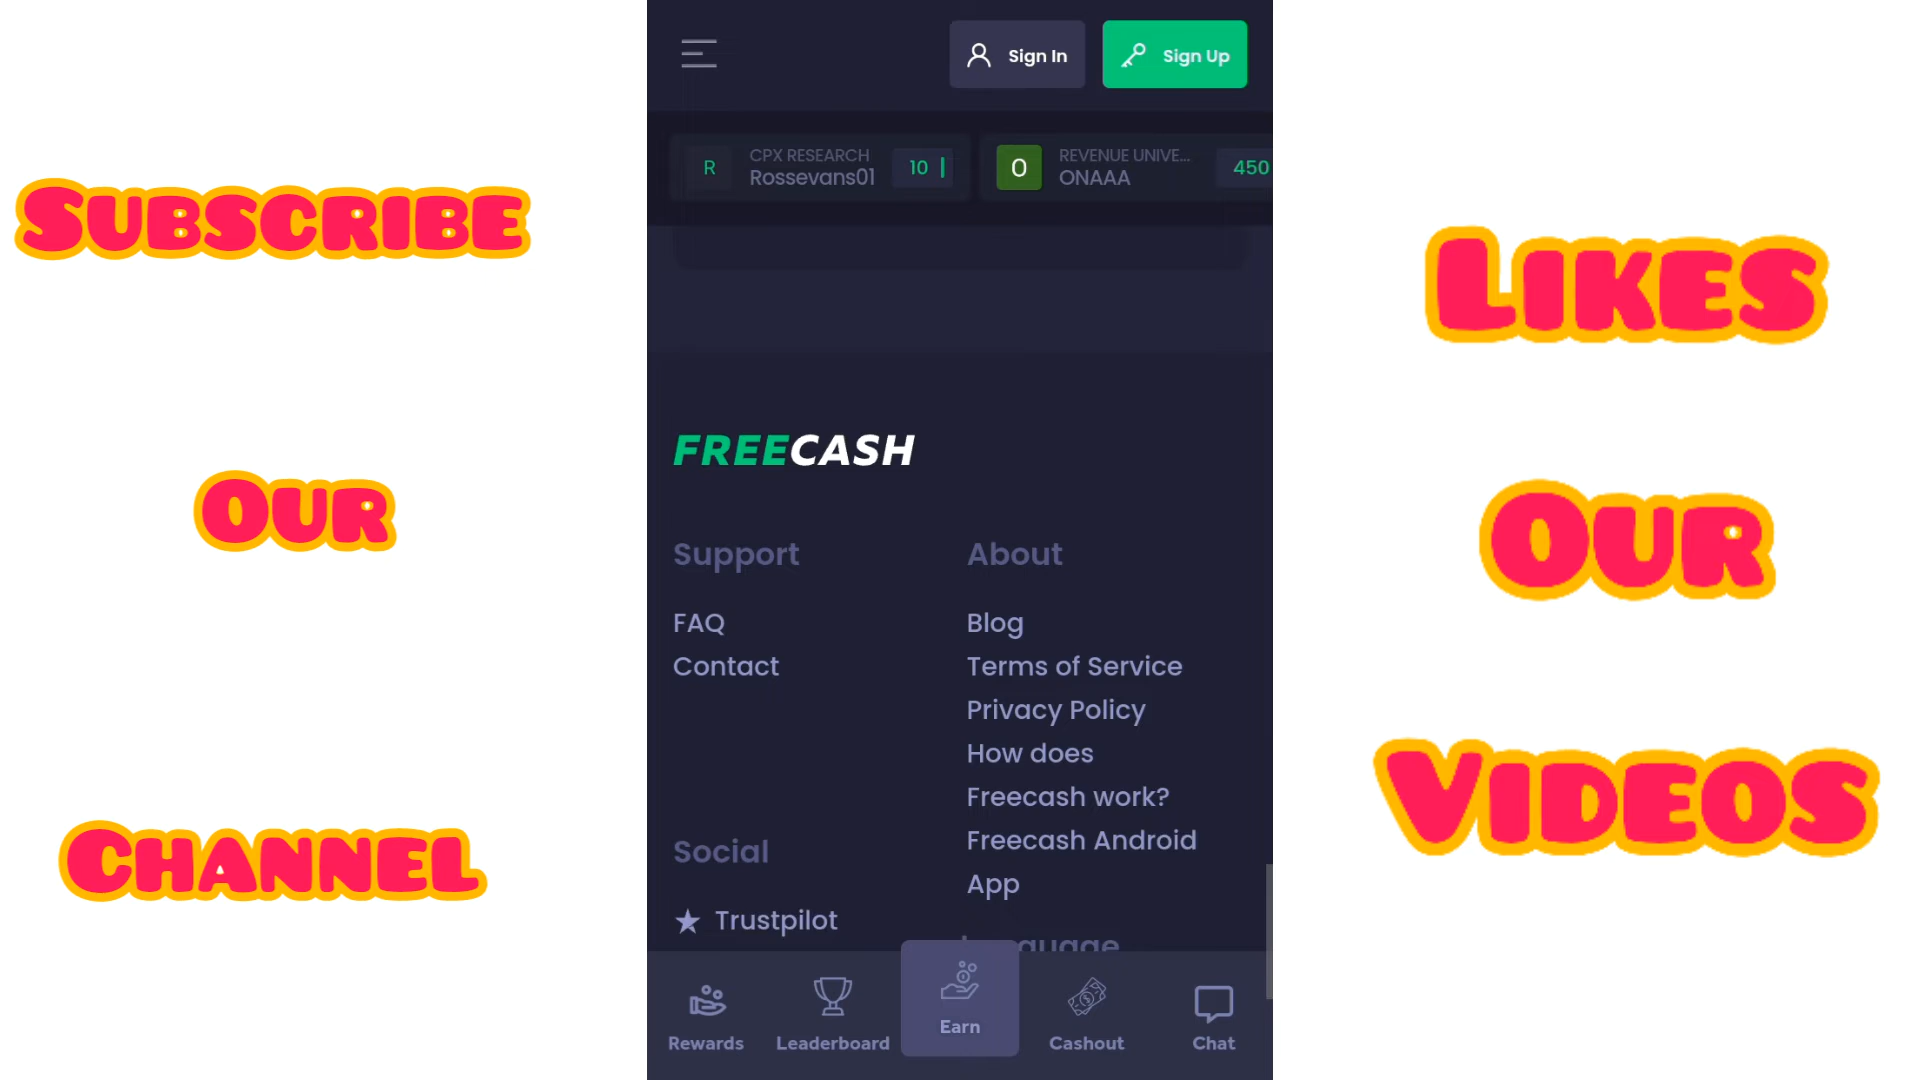 Subscribe
Our
Channel
Sign In
Sign Up
R
CPX RESEARCH
Rossevans01
10
O
REVENUE UNIVE...
ONAAA
450
FREECASH
Support
FAQ
Contact
About
Blog
Terms of Service
Privacy Policy
How does
Freecash work?
Freecash Android
App
Social
Trustpilot
Language
Rewards
Leaderboard
Earn
Cashout
Chat
Likes
Our
Videos